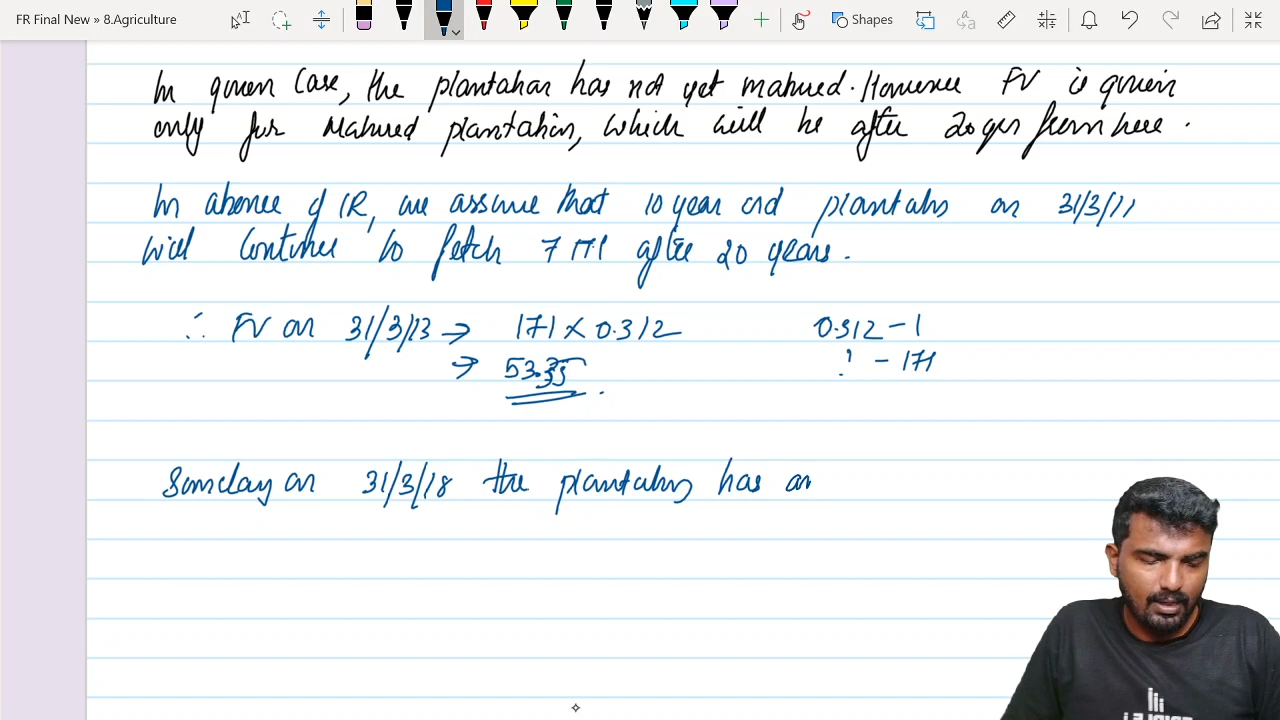 FR Final New » 8.Agriculture
Shapes
In given Case, the plantation has not yet matured. However FV is given
only for Matured plantation, which will be after 20 yrs from here.
In absence of IR, we assume that 10 year old plantation on 31/3/11
will continue to fetch 171 after 20 years.
∴ FV on 31/3/13 → 171 × 0.312 0.312 - 1
→ 53.35 ? - 171
Similarly on 31/3/18 the plantation has an